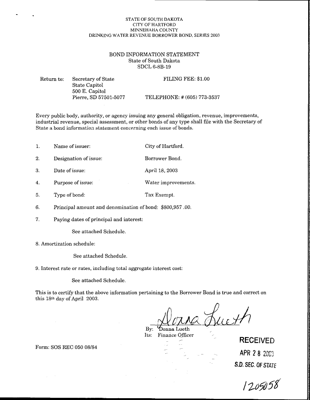 STATE OF SOUTH DAKOTA
CITY OF HARTFORD
MINNEHAHA COUNTY
DRINKING WATER REVENUE BORROWER BOND, SERIES 2003
BOND INFORMATION STATEMENT
State of South Dakota
SDCL 6-8B-19
Return to: Secretary of State FILING FEE: $1.00
State Capitol
500 E. Capitol
Pierre, SD 57501-5077 TELEPHONE: # (605) 773-3537
Every public body, authority, or agency issuing any general obligation, revenue, improvements,
industrial revenue, special assessment, or other bonds of any type shall file with the Secretary of
State a bond information statement concerning each issue of bonds.
1. Name of issuer: City of Hartford.
2. Designation of issue: Borrower Bond.
3. Date of issue: April 18, 2003
4. Purpose of issue: Water improvements.
5. Type of bond: Tax Exempt.
6. Principal amount and denomination of bond: $800,957 .00.
7. Paying dates of principal and interest:
See attached Schedule.
8. Amortization schedule:
See attached Schedule.
9. Interest rate or rates, including total aggregate interest cost:
See attached Schedule.
This is to certify that the above information pertaining to the Borrower Bond is true and correct on
this 18th day of April 2003.
Donna Lueth
By: Donna Lueth
Its: Finance Officer
RECEIVED
Form: SOS REC 050 08/84
APR 28 2003
S.D. SEC. OF STATE
1205058